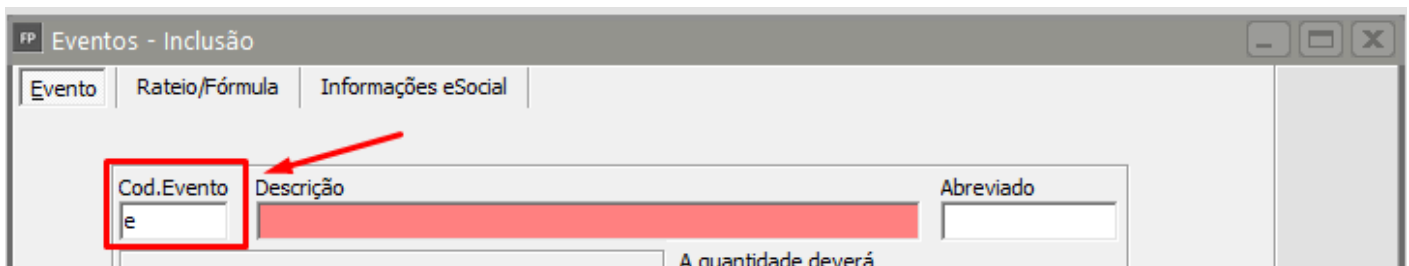 FP Eventos - Inclusão
Evento Rateio/Fórmula Informações eSocial
Cod.Evento Descrição Abreviado
e
A quantidade deverá